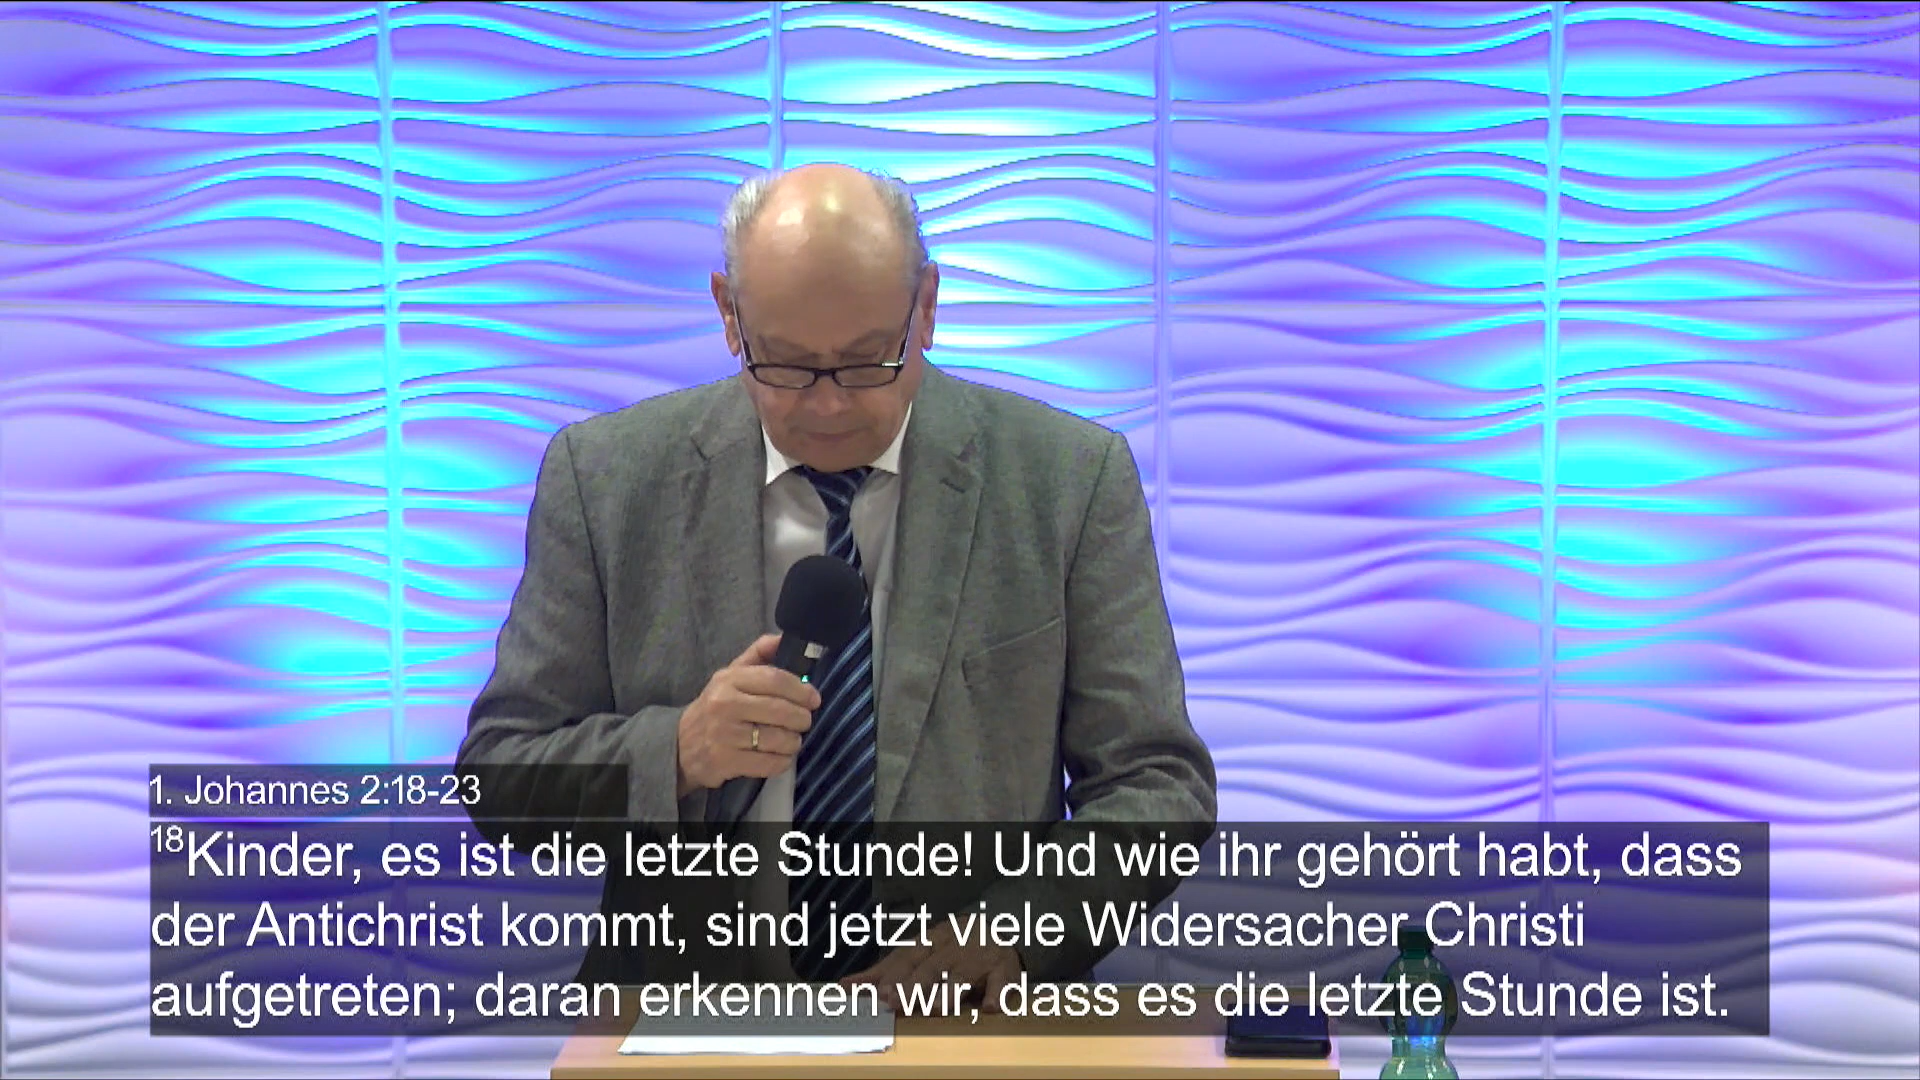 1. Johannes 2:18-23
18Kinder, es ist die letzte Stunde! Und wie ihr gehört habt, dass
der Antichrist kommt, sind jetzt viele Widersacher Christi
aufgetreten; daran erkennen wir, dass es die letzte Stunde ist.